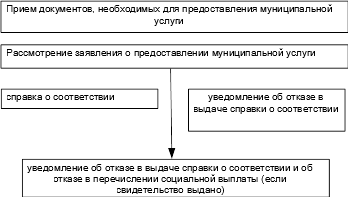 Прием документов, необходимых для предоставления муниципальной
услуги
Рассмотрение заявления о предоставлении муниципальной услуги
справка о соответствии
уведомление об отказе в
выдаче справки о соответствии
уведомление об отказе в выдаче справки о соответствии и об
отказе в перечислении социальной выплаты (если
свидетельство выдано)